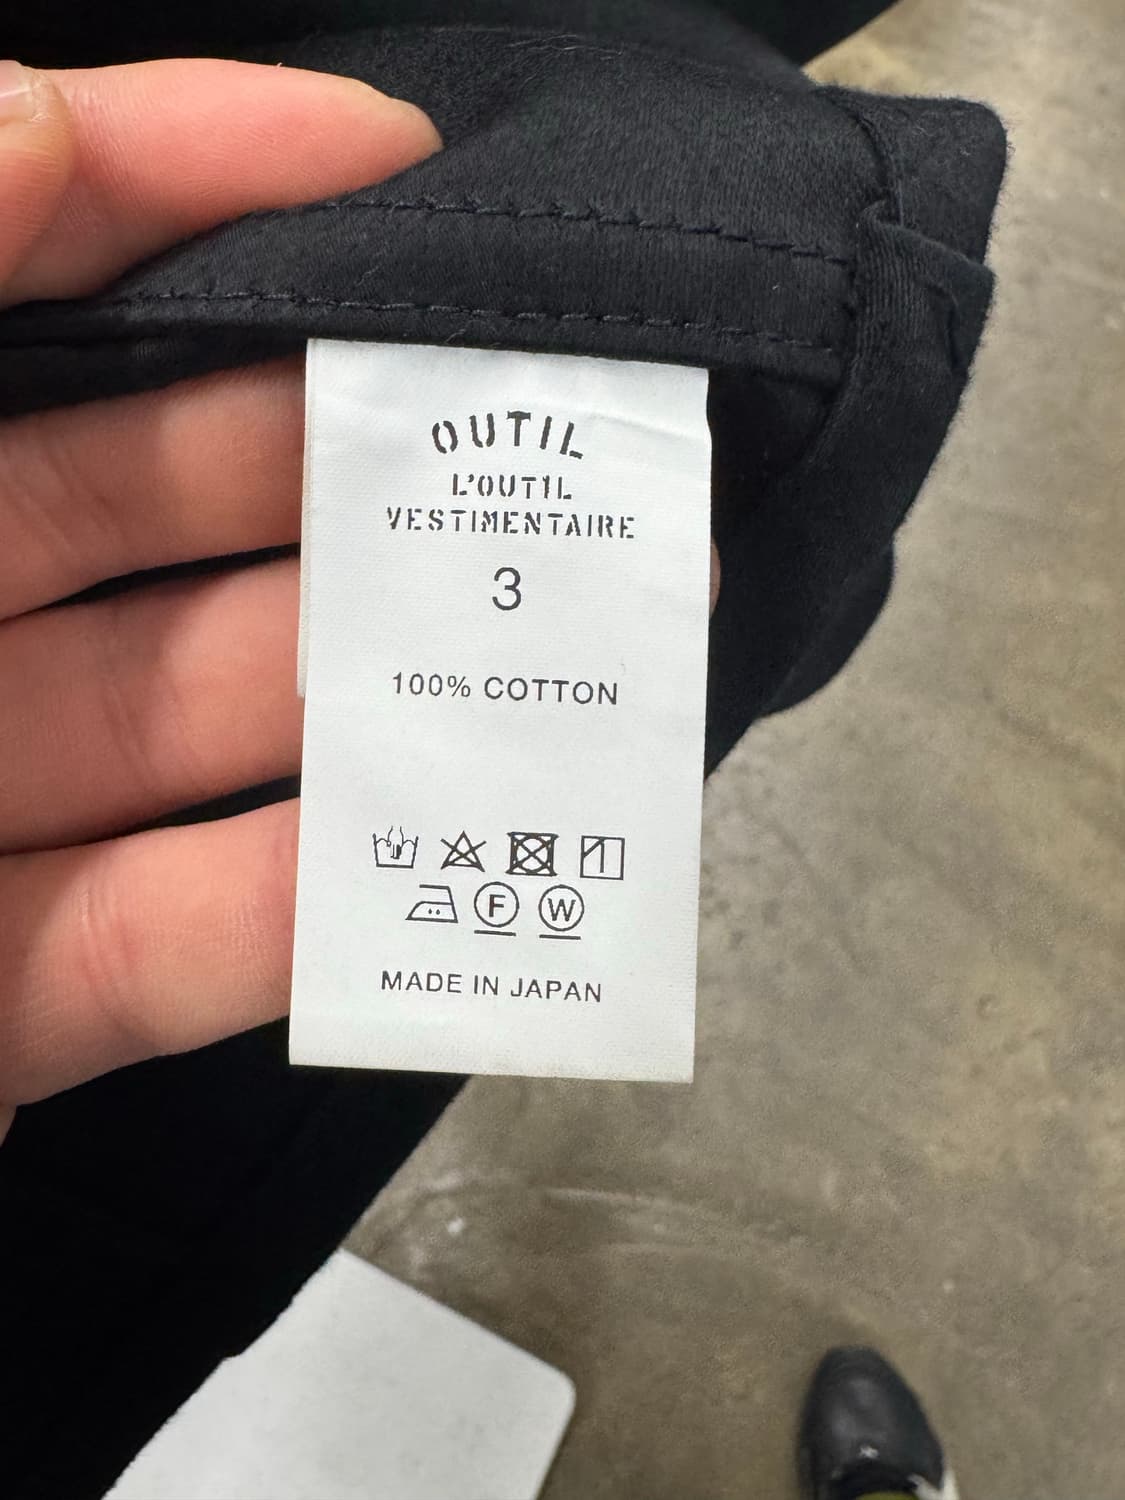 OUTIL
L'OUTIL
VESTIMENTAIRE
3
100% COTTON
F W
MADE IN JAPAN